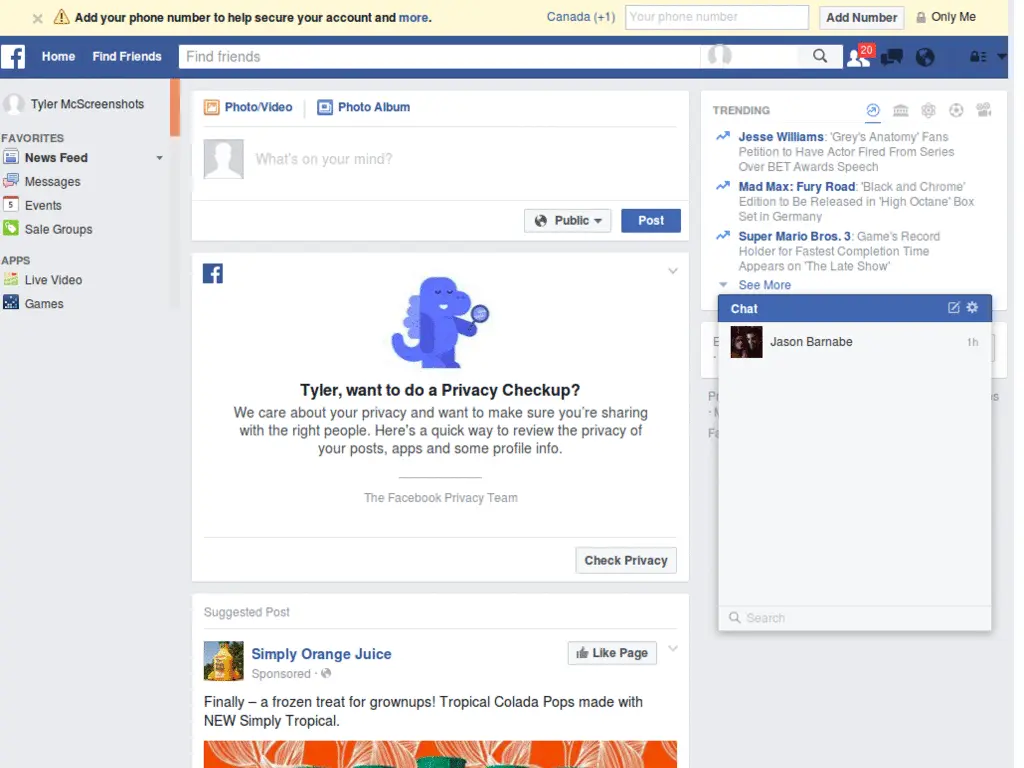 Add your phone number to help secure your account and more.
Canada (+1)
Your phone number
Add Number
Only Me
Home
Find Friends
Find friends
20
Tyler McScreenshots
FAVORITES
News Feed
Messages
5
Events
Sale Groups
APPS
Live Video
Games
Photo/Video
Photo Album
What's on your mind?
Public
Post
Tyler, want to do a Privacy Checkup?
We care about your privacy and want to make sure you're sharing
with the right people. Here's a quick way to review the privacy of
your posts, apps and some profile info.
The Facebook Privacy Team
Check Privacy
Suggested Post
Simply Orange Juice
Sponsored ·
Like Page
Finally – a frozen treat for grownups! Tropical Colada Pops made with
NEW Simply Tropical.
TRENDING
Jesse Williams: 'Grey's Anatomy' Fans
Petition to Have Actor Fired From Series
Over BET Awards Speech
Mad Max: Fury Road: 'Black and Chrome'
Edition to Be Released in 'High Octane' Box
Set in Germany
Super Mario Bros. 3: Game's Record
Holder for Fastest Completion Time
Appears on 'The Late Show'
See More
Chat
Jason Barnabe
1h
Search